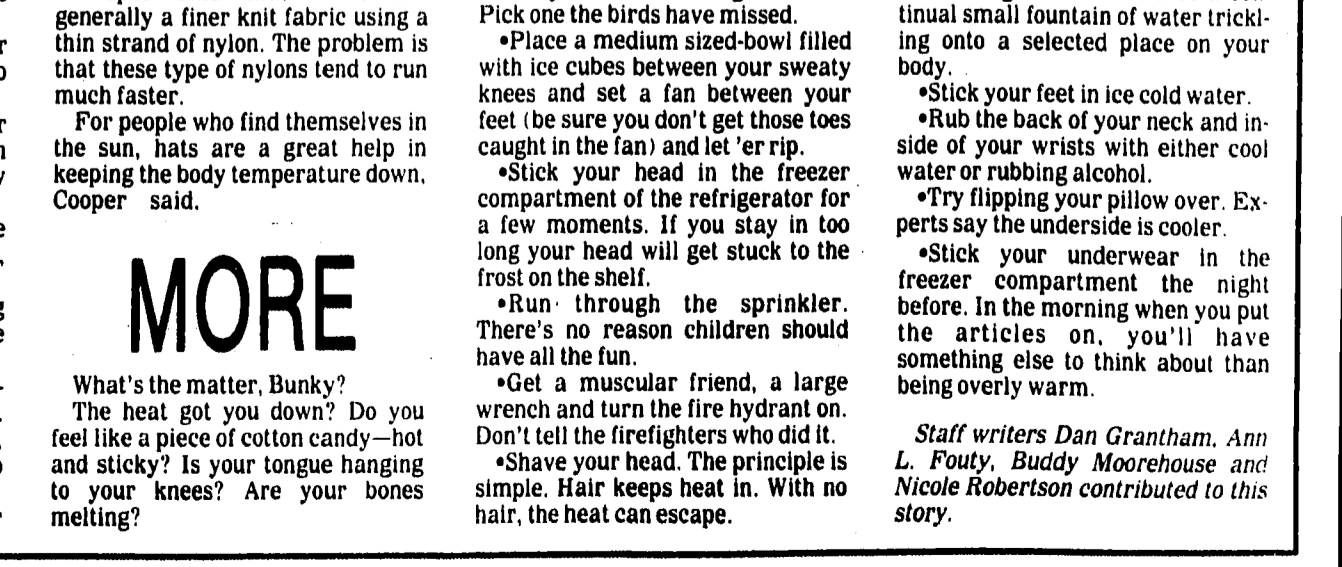 generally a finer knit fabric using a
thin strand of nylon. The problem is
that these type of nylons tend to run
much faster.
For people who find themselves in
the sun, hats are a great help in
keeping the body temperature down,
Cooper said.
MORE
What's the matter, Bunky?
The heat got you down? Do you
feel like a piece of cotton candy—hot
and sticky? Is your tongue hanging
to your knees? Are your bones
melting?
Pick one the birds have missed.
•Place a medium sized-bowl filled
with ice cubes between your sweaty
knees and set a fan between your
feet (be sure you don't get those toes
caught in the fan) and let 'er rip.
•Stick your head in the freezer
compartment of the refrigerator for
a few moments. If you stay in too
long your head will get stuck to the
frost on the shelf.
•Run through the sprinkler.
There's no reason children should
have all the fun.
•Get a muscular friend, a large
wrench and turn the fire hydrant on.
Don't tell the firefighters who did it.
•Shave your head. The principle is
simple. Hair keeps heat in. With no
hair, the heat can escape.
tinual small fountain of water trickl-
ing onto a selected place on your
body.
•Stick your feet in ice cold water.
•Rub the back of your neck and in-
side of your wrists with either cool
water or rubbing alcohol.
•Try flipping your pillow over. Ex-
perts say the underside is cooler.
•Stick your underwear in the
freezer compartment the night
before. In the morning when you put
the articles on, you'll have
something else to think about than
being overly warm.
Staff writers Dan Grantham, Ann
L. Fouty, Buddy Moorehouse and
Nicole Robertson contributed to this
story.